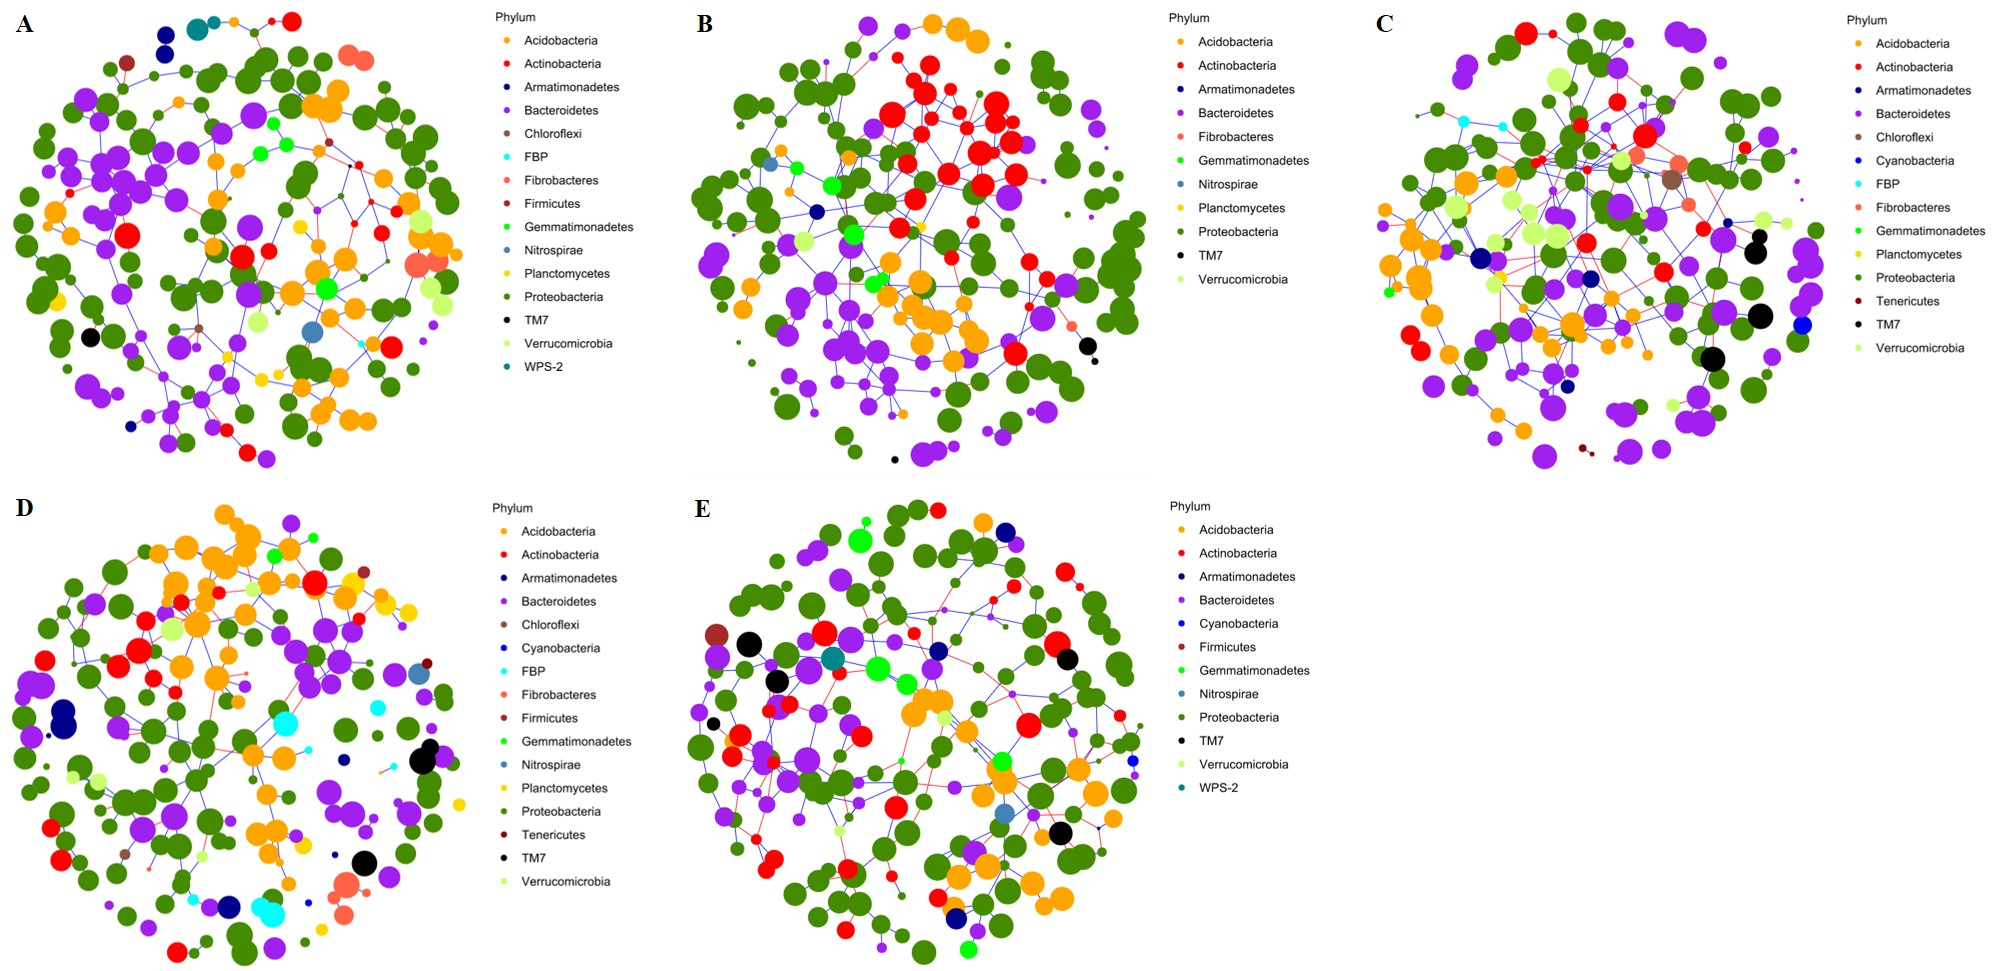 A
Phylum
Acidobacteria
Actinobacteria
Armatimonadetes
Bacteroidetes
Chloroflexi
FBP
Fibrobacteres
Firmicutes
Gemmatimonadetes
Nitrospirae
Planctomycetes
Proteobacteria
TM7
Verrucomicrobia
WPS-2
B
Phylum
Acidobacteria
Actinobacteria
Armatimonadetes
Bacteroidetes
Fibrobacteres
Gemmatimonadetes
Nitrospirae
Planctomycetes
Proteobacteria
TM7
Verrucomicrobia
C
Phylum
Acidobacteria
Actinobacteria
Armatimonadetes
Bacteroidetes
Chloroflexi
Cyanobacteria
FBP
Fibrobacteres
Gemmatimonadetes
Planctomycetes
Proteobacteria
Tenericutes
TM7
Verrucomicrobia
D
Phylum
Acidobacteria
Actinobacteria
Armatimonadetes
Bacteroidetes
Chloroflexi
Cyanobacteria
FBP
Fibrobacteres
Firmicutes
Gemmatimonadetes
Nitrospirae
Planctomycetes
Proteobacteria
Tenericutes
TM7
Verrucomicrobia
E
Phylum
Acidobacteria
Actinobacteria
Armatimonadetes
Bacteroidetes
Cyanobacteria
Firmicutes
Gemmatimonadetes
Nitrospirae
Proteobacteria
TM7
Verrucomicrobia
WPS-2